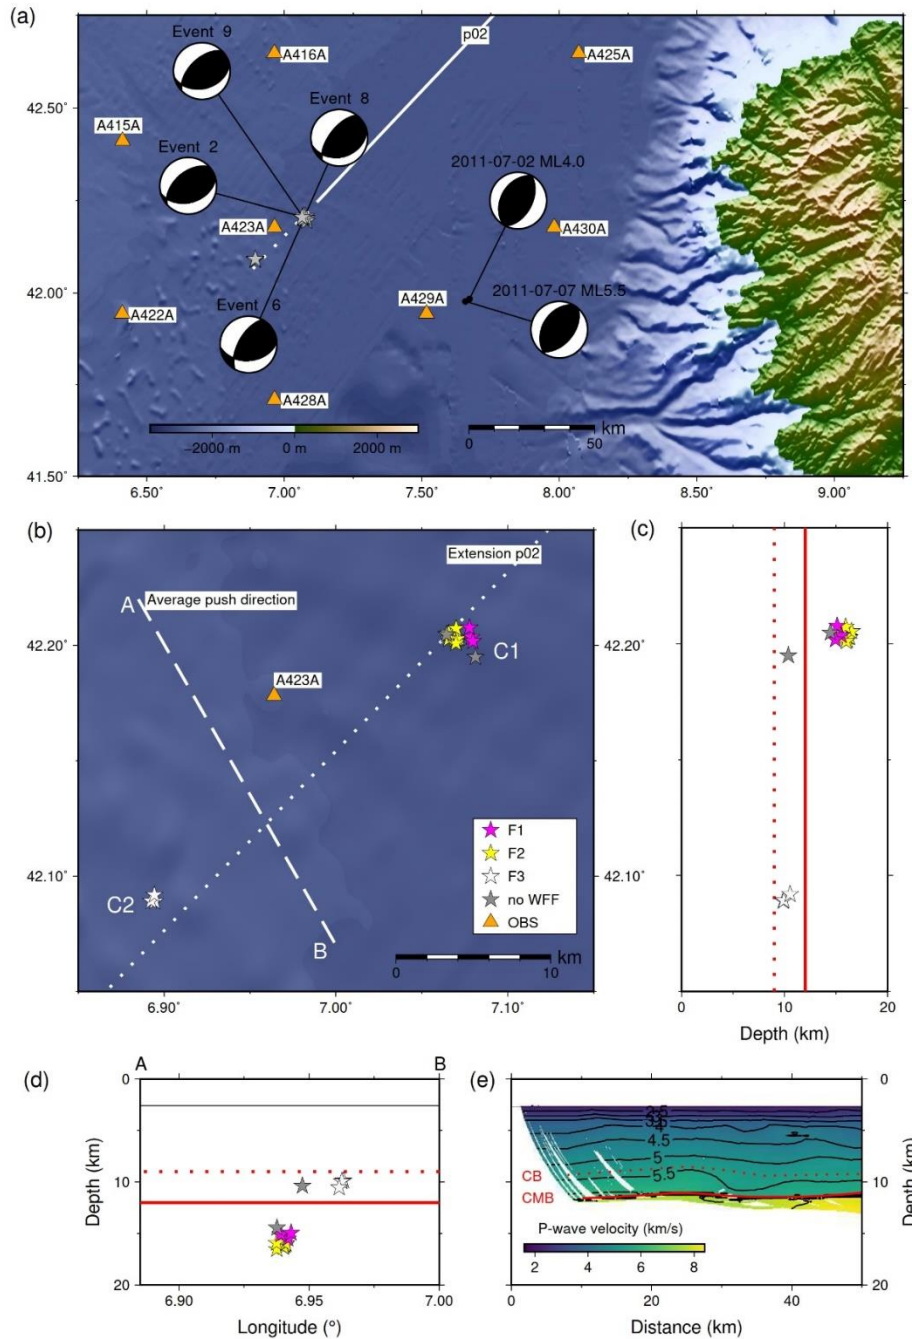 (a)
Event 9
A416A
p02
A425A
42.50°
Event 8
A415A
Event 2
2011-07-02 ML4.0
A423A
A430A
42.00°
Event 6
2011-07-07 ML5.5
A422A
A429A
A428A
km
−2000 m 0 m 2000 m
0 50
41.50°
6.50° 7.00° 7.50° 8.00° 8.50° 9.00°
(b)
Extension p02
(c)
A
Average push direction
42.20°
C1
42.20°
A423A
F1
F2
F3
no WFF
OBS
42.10°
C2
42.10°
B
km
0 10
6.90° 7.00° 7.10°
0 10 20
Depth (km)
(d)
A B
(e)
0
10
20
Depth (km)
6.90 6.95 7.00
Longitude (°)
2.5
3.5
4
4.5
5
5.5
CB
CMB
P-wave velocity (km/s)
2 4 6 8
0
10
20
Depth (km)
0 20 40
Distance (km)